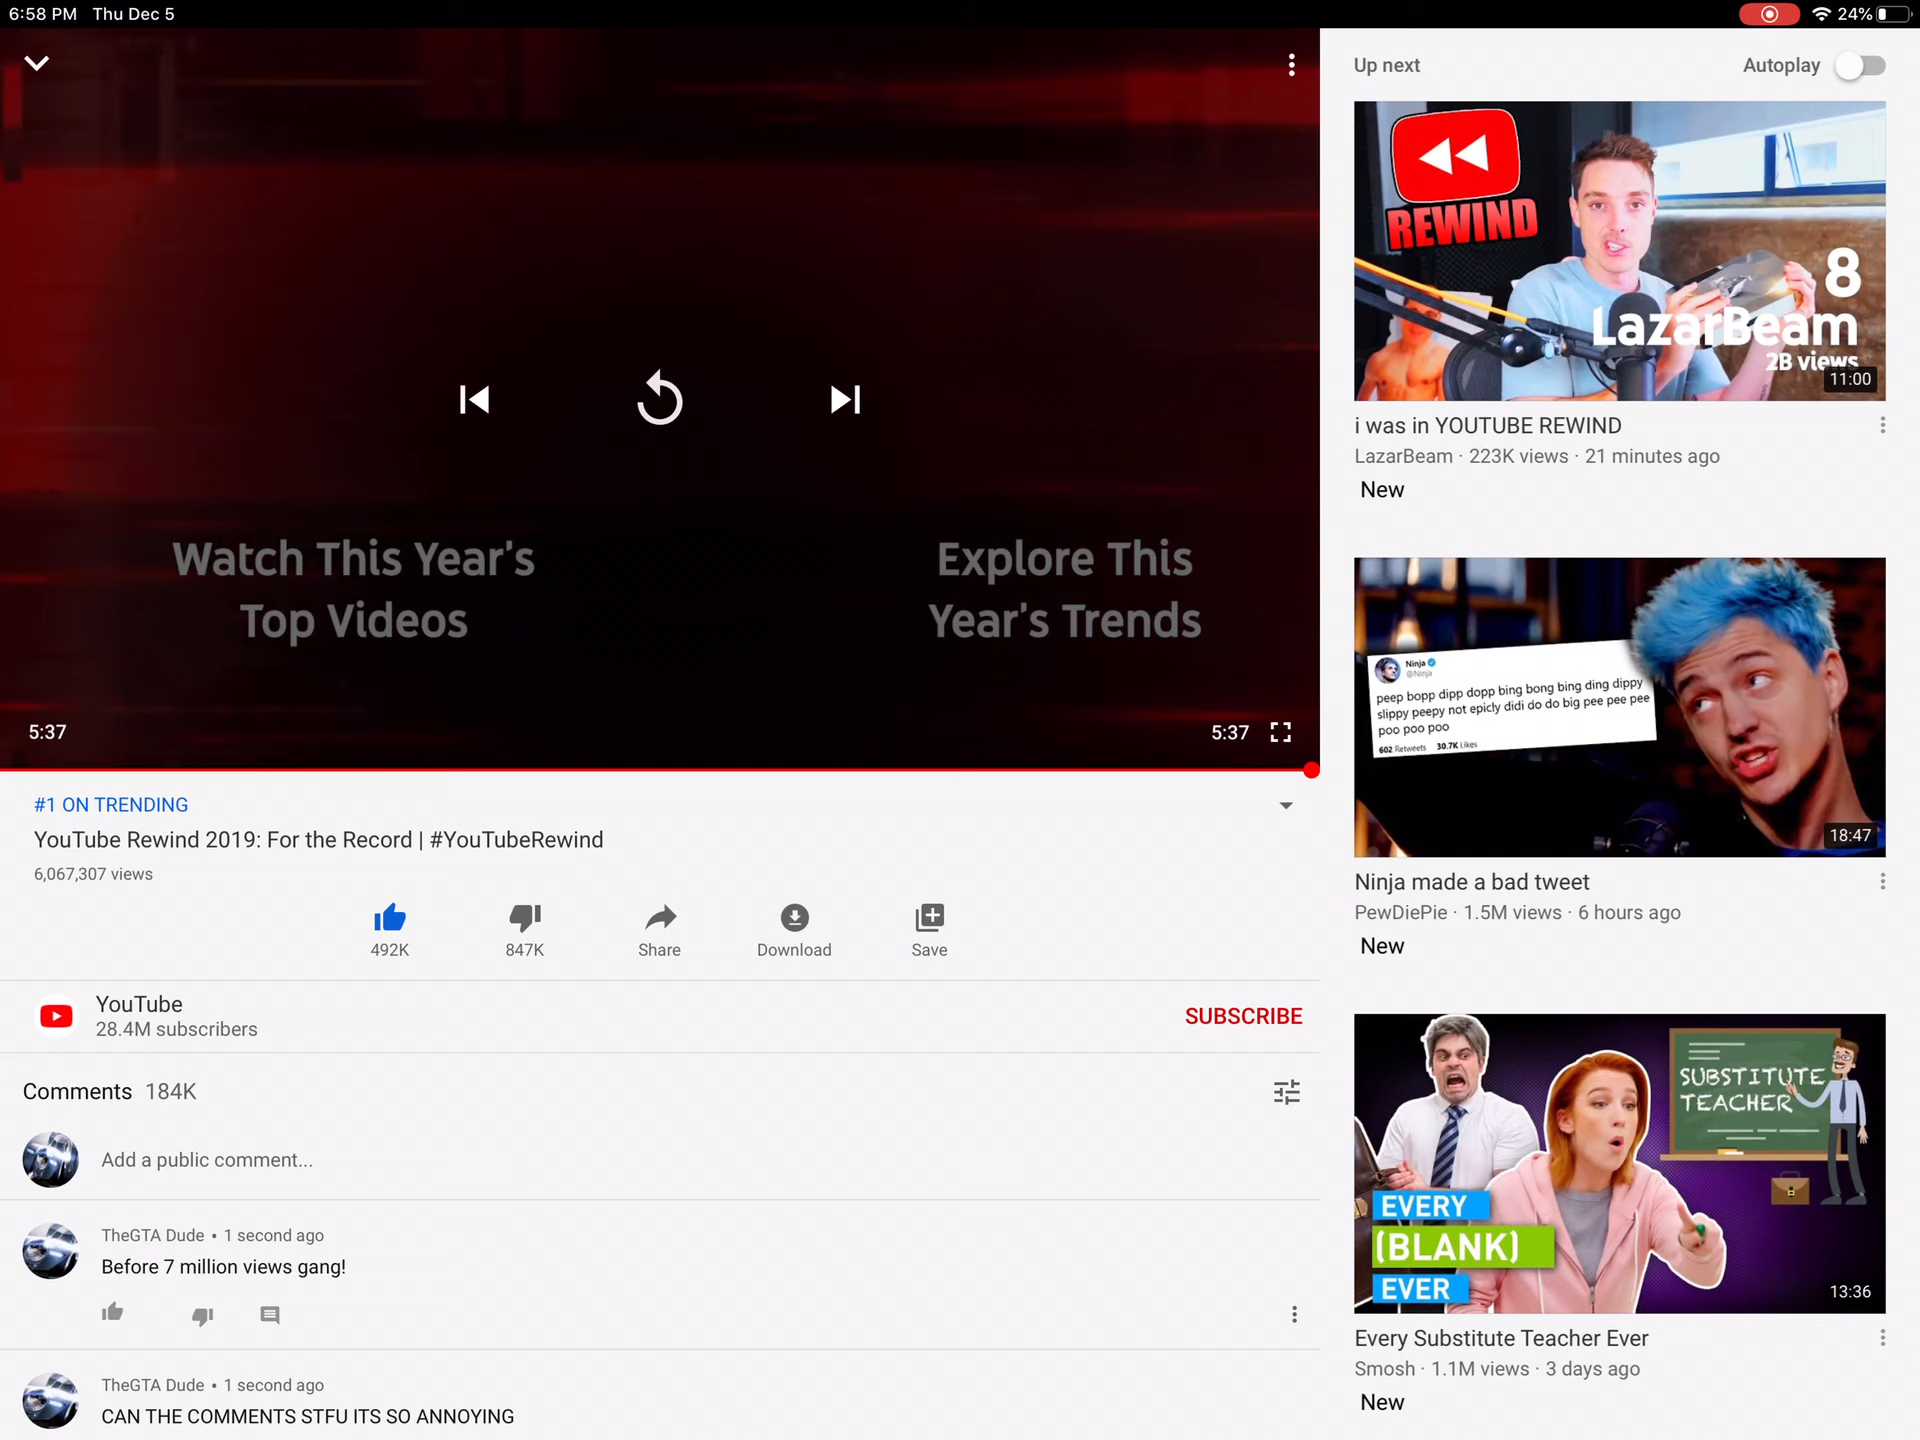 6:58 PM Thu Dec 5
24%
Watch This Year's
Top Videos
Explore This
Year's Trends
5:37
5:37
#1 ON TRENDING
YouTube Rewind 2019: For the Record | #YouTubeRewind
6,067,307 views
492K
847K
Share
Download
Save
YouTube
28.4M subscribers
SUBSCRIBE
Comments 184K
Add a public comment...
TheGTA Dude • 1 second ago
Before 7 million views gang!
TheGTA Dude • 1 second ago
CAN THE COMMENTS STFU ITS SO ANNOYING
Up next
Autoplay
REWIND
8
LazarBeam
2B views
11:00
i was in YOUTUBE REWIND
LazarBeam · 223K views · 21 minutes ago
New
Ninja
@Ninja
peep bopp dipp dopp bing bong bing ding dippy
slippy peepy not epicly didi do do big pee pee pee
poo poo poo
602 Retweets 30.7K Likes
18:47
Ninja made a bad tweet
PewDiePie · 1.5M views · 6 hours ago
New
SUBSTITUTE
TEACHER
EVERY
(BLANK)
EVER
13:36
Every Substitute Teacher Ever
Smosh · 1.1M views · 3 days ago
New